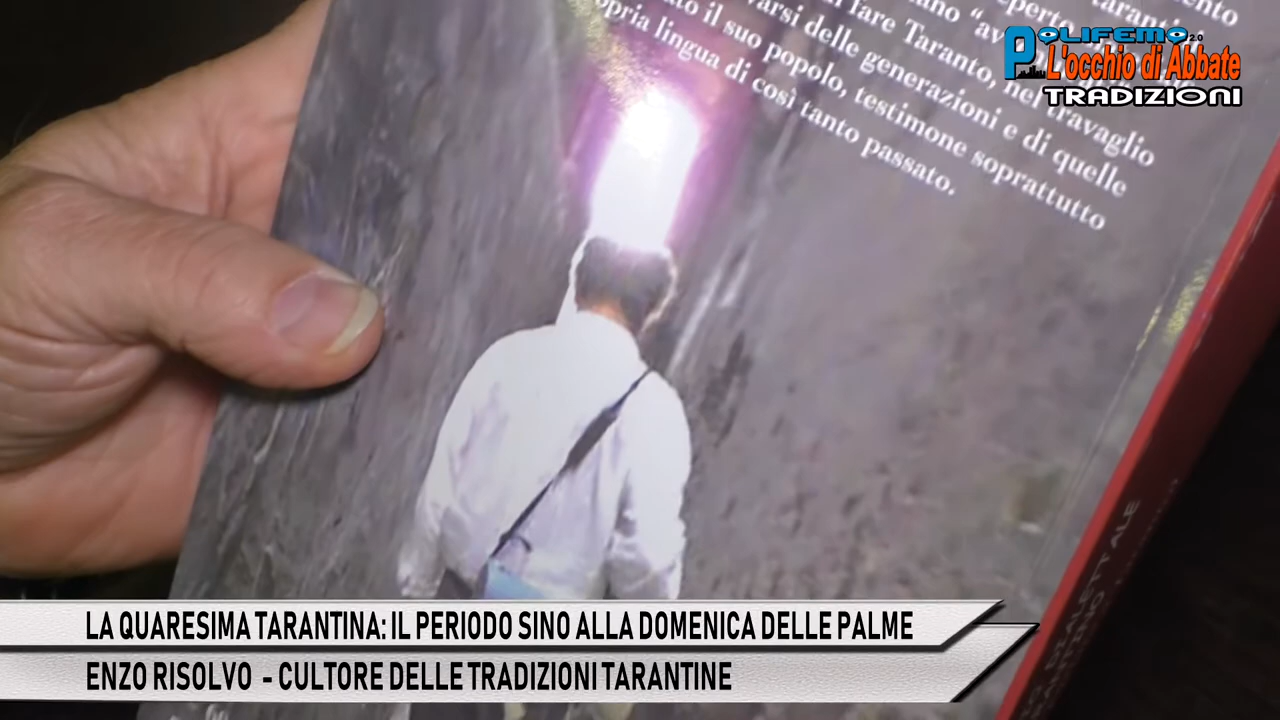 POLIFEMO 2.0
L'occhio di Abbate
TRADIZIONI
fare Taranto, nel travaglio
varsi delle generazioni e di quelle
il suo popolo, testimone soprattutto
lingua di così tanto passato.
DIALETTALE
LA QUARESIMA TARANTINA: IL PERIODO SINO ALLA DOMENICA DELLE PALME
ENZO RISOLVO - CULTORE DELLE TRADIZIONI TARANTINE